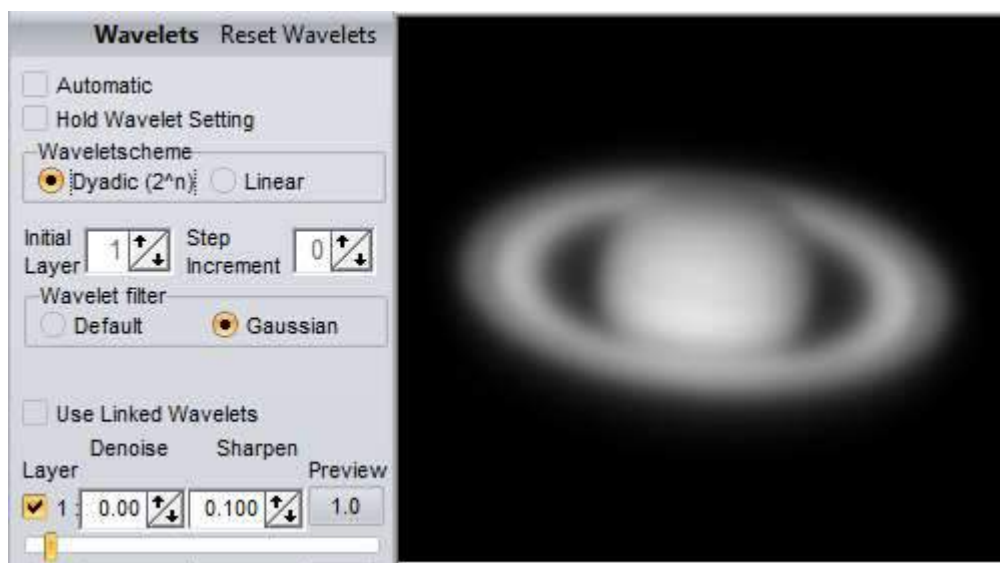 Wavelets Reset Wavelets
Automatic
Hold Wavelet Setting
Waveletscheme
Dyadic (2^n) Linear
Initial Layer 1 Step Increment 0
Wavelet filter
Default Gaussian
Use Linked Wavelets
Denoise Sharpen
Layer Preview
1 : 0.00 0.100 1.0